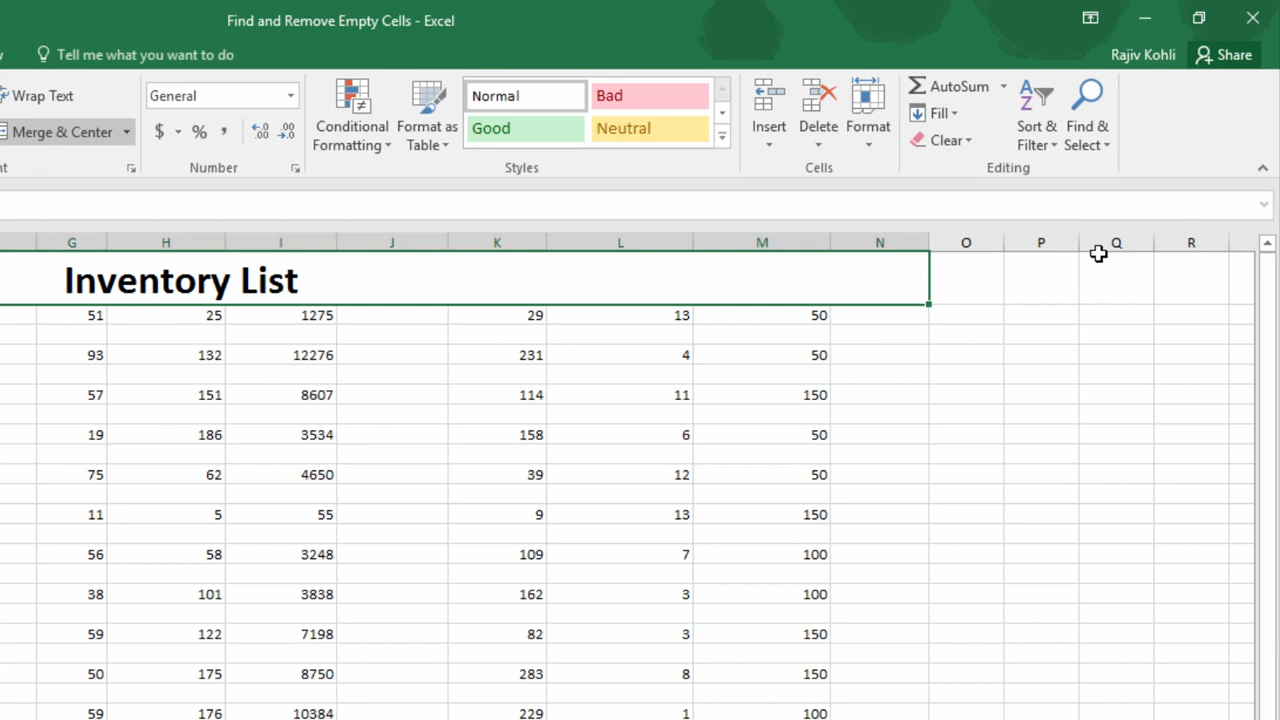 Find and Remove Empty Cells - Excel
Tell me what you want to do
Rajiv Kohli
Share
Wrap Text
General
Merge & Center
$ % ,
Number
Conditional Formatting
Format as Table
Normal
Bad
Good
Neutral
Styles
Insert
Delete
Format
Cells
AutoSum
Fill
Clear
Sort & Filter
Find & Select
Editing
G H I J K L M N O P Q R
Inventory List
51 25 1275 29 13 50
93 132 12276 231 4 50
57 151 8607 114 11 150
19 186 3534 158 6 50
75 62 4650 39 12 50
11 5 55 9 13 150
56 58 3248 109 7 100
38 101 3838 162 3 100
59 122 7198 82 3 150
50 175 8750 283 8 150
59 176 10384 229 1 100